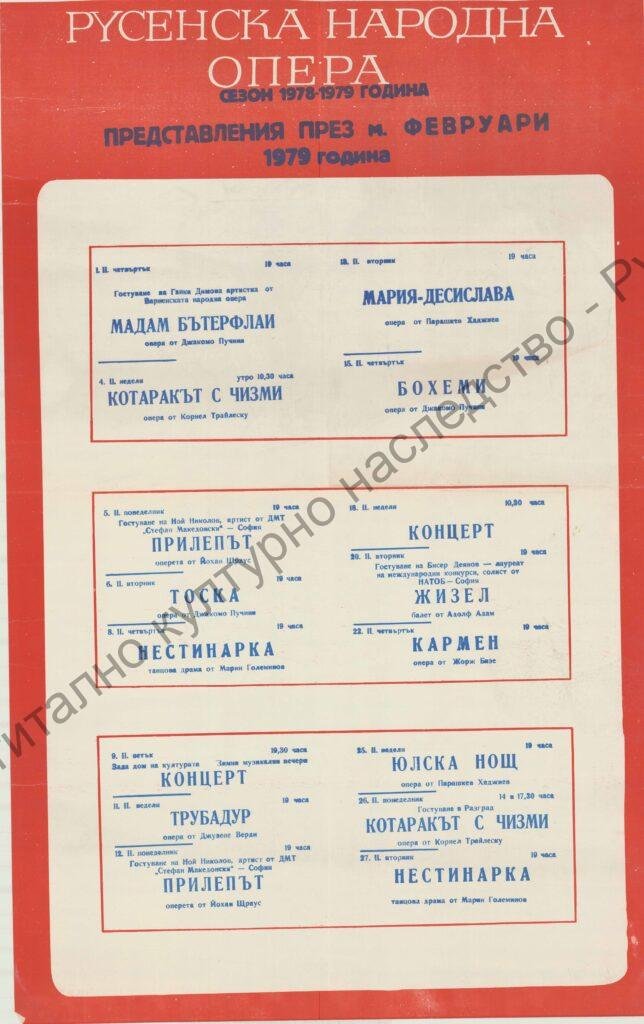 РУСЕНСКА НАРОДНА
ОПЕРА
СЕЗОН 1978-1979 ГОДИНА
ПРЕДСТАВЛЕНИЯ ПРЕЗ м. ФЕВРУАРИ
1979 година
1. II. четвъртък 19 часа
Гостуване на Ганка Димова артистка от
Варненската народна опера
МАДАМ БЪТЕРФЛАИ
опера от Джакомо Пучини
4. II. неделя утро 10,30 часа
КОТАРАКЪТ С ЧИЗМИ
опера от Корнел Трайлеску
13. II. вторник 19 часа
МАРИЯ-ДЕСИСЛАВА
опера от Парашкев Хаджиев
15. II. четвъртък 19 часа
БОХЕМИ
опера от Джакомо Пучини
5. II. понеделник 19 часа
Гостуване на Ной Николов, артист от ДМТ
„Стефан Македонски" — София
ПРИЛЕПЪТ
оперета от Йохан Щраус
6. II. вторник 19 часа
ТОСКА
опера от Джакомо Пучини
8. II. четвъртък 19 часа
НЕСТИНАРКА
танцова драма от Марин Големинов
18. II. неделя 10,30 часа
КОНЦЕРТ
20. II. вторник 19 часа
Гостуване на Бисер Деянов — лауреат
на международни конкурси, солист от
НАТОБ – София
ЖИЗЕЛ
балет от Адолф Адам
22. II. четвъртък 19 часа
КАРМЕН
опера от Жорж Бизе
9. II. петък 19,30 часа
Зала дом на културата Зимни музикални вечери
КОНЦЕРТ
11. II. неделя 19 часа
ТРУБАДУР
опера от Джузепе Верди
12. II. понеделник 19 часа
Гостуване на Ной Николов, артист от ДМТ
„Стефан Македонски" — София
ПРИЛЕПЪТ
оперета от Йохан Щраус
25. II. неделя 19 часа
ЮЛСКА НОЩ
опера от Парашкев Хаджиев
26. II. понеделник 14 и 17,30 часа
Гостуване в Разград
КОТАРАКЪТ С ЧИЗМИ
опера от Корнел Трайлеску
27. II. вторник 19 часа
НЕСТИНАРКА
танцова драма от Марин Големинов
културно наследство - Ру